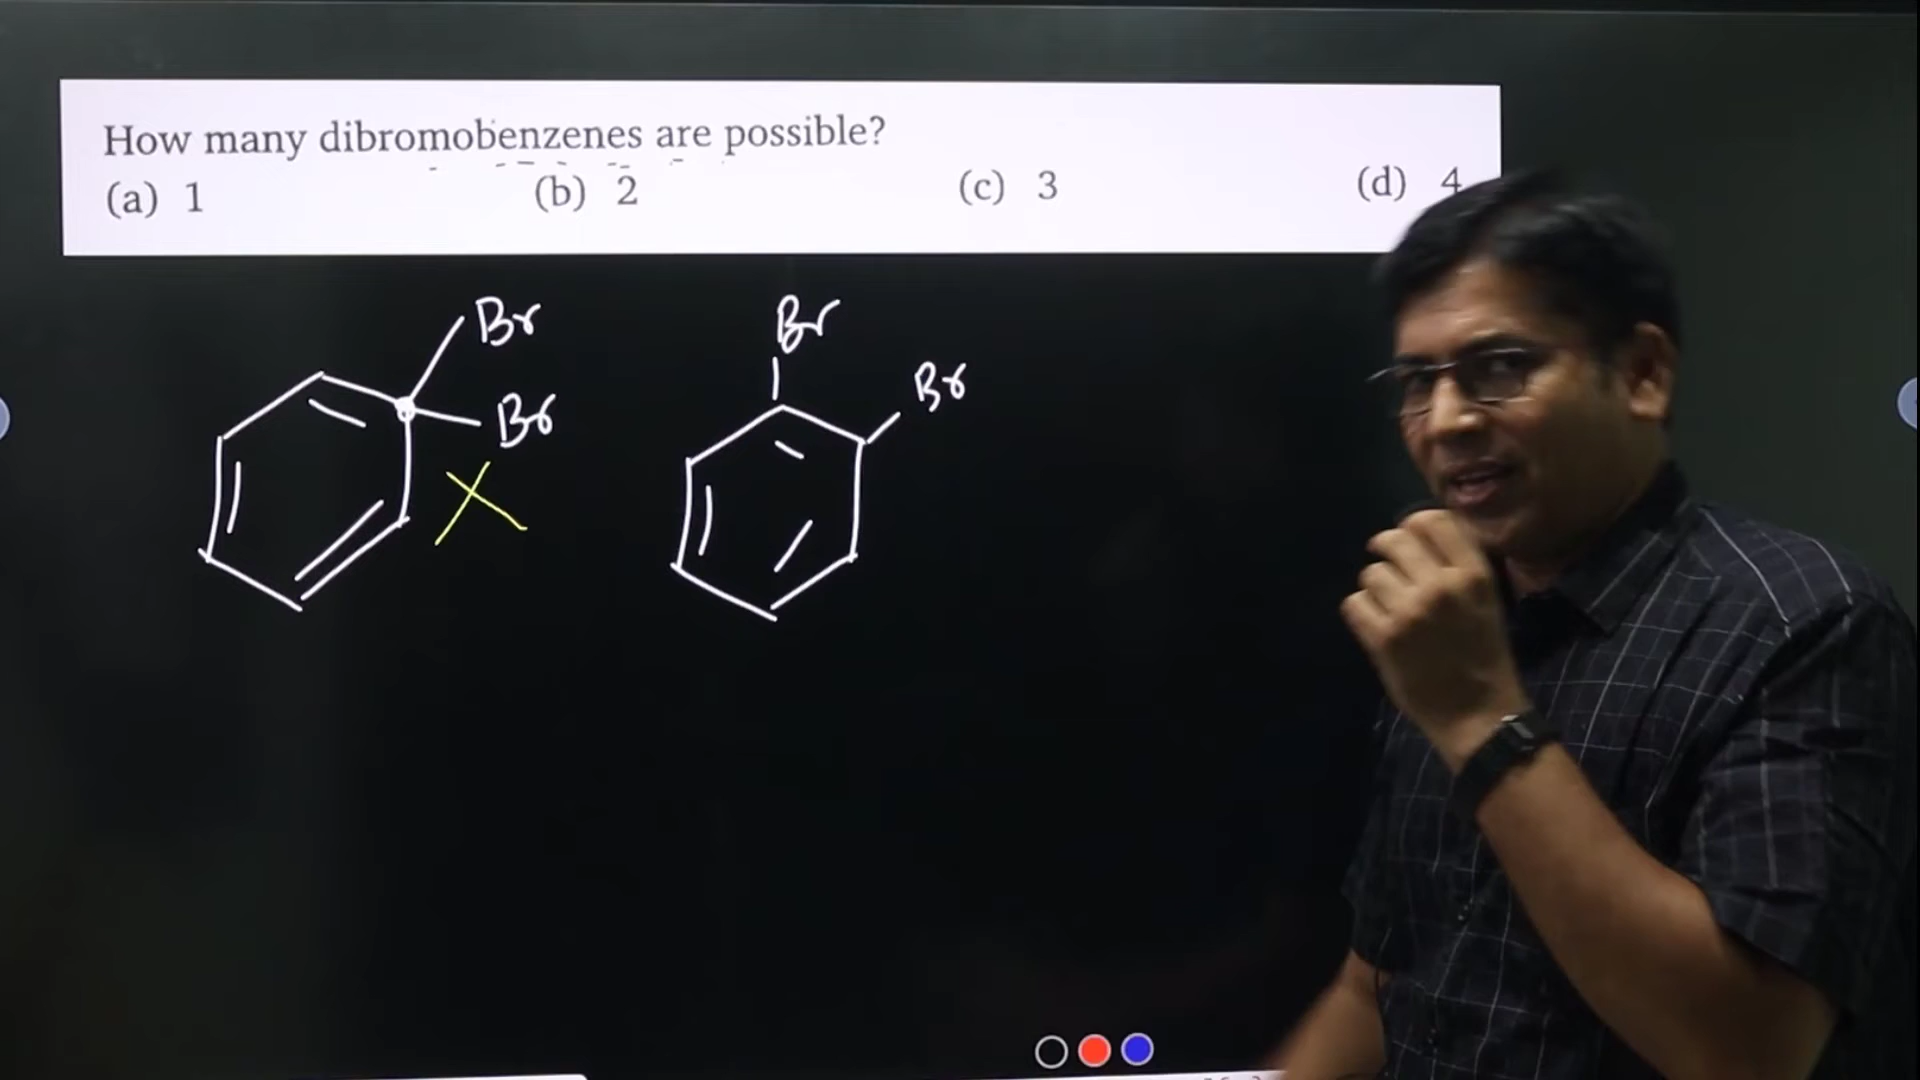 How many dibromobenzenes are possible?
(a) 1 (b) 2 (c) 3 (d) 4
Br
Br
Br
Br